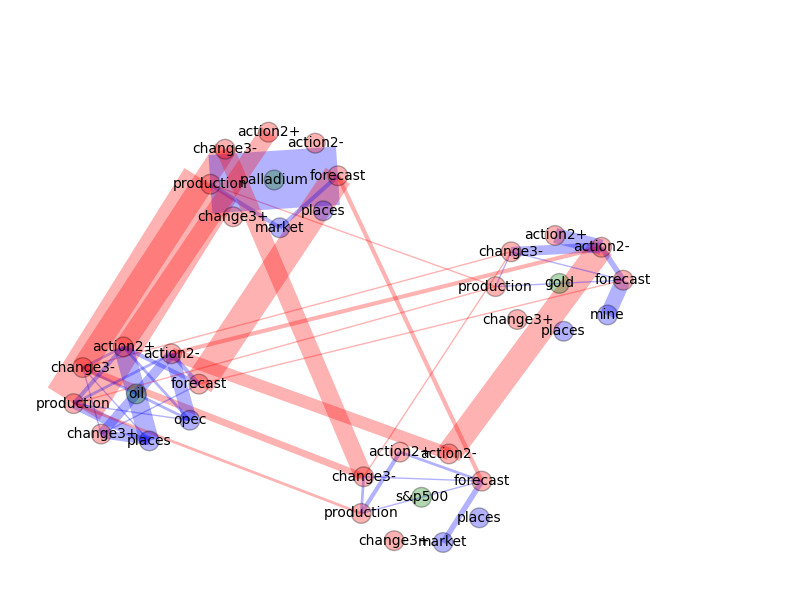 action2+
action2-
change3-
forecast
palladium
production
places
change3+
market
action2+
action2-
change3-
forecast
gold
production
mine
change3+
places
action2+
action2-
change3-
forecast
oil
production
opec
change3+
places
action2+
action2-
change3-
forecast
s&p500
production
places
change3+
market